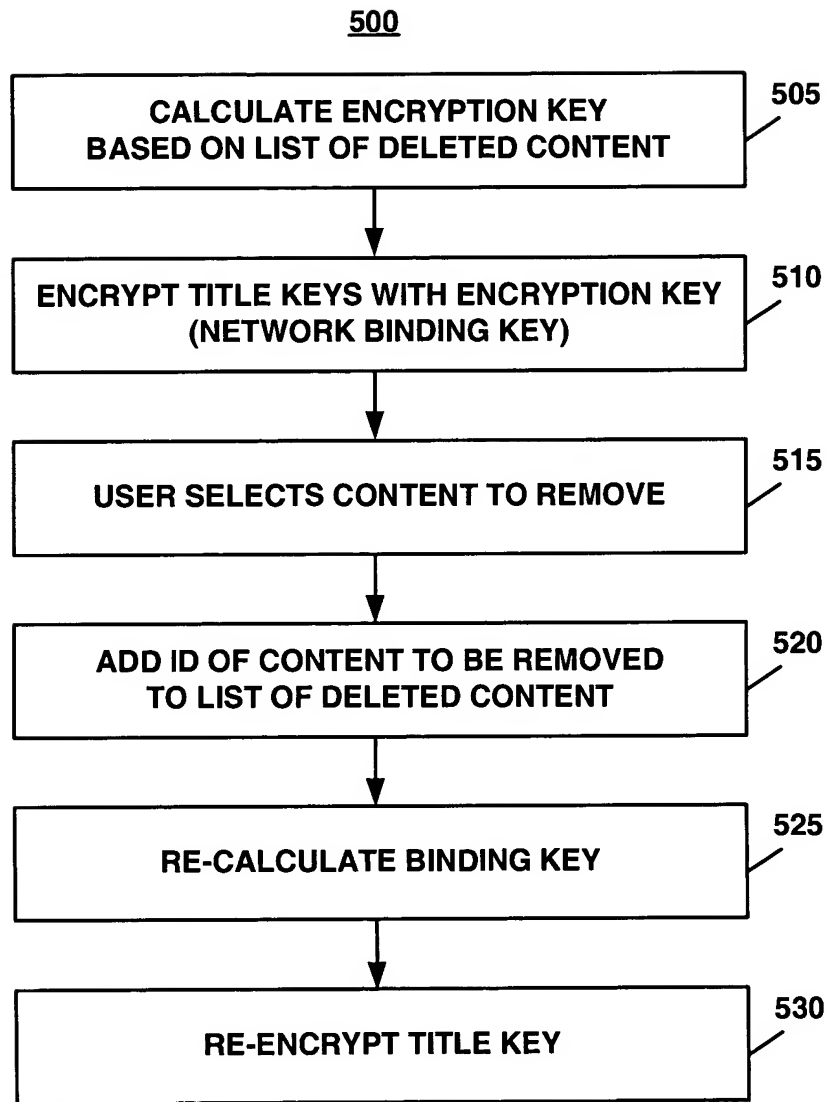 500
CALCULATE ENCRYPTION KEY
BASED ON LIST OF DELETED CONTENT
505
ENCRYPT TITLE KEYS WITH ENCRYPTION KEY
(NETWORK BINDING KEY)
510
USER SELECTS CONTENT TO REMOVE
515
ADD ID OF CONTENT TO BE REMOVED
TO LIST OF DELETED CONTENT
520
RE-CALCULATE BINDING KEY
525
RE-ENCRYPT TITLE KEY
530